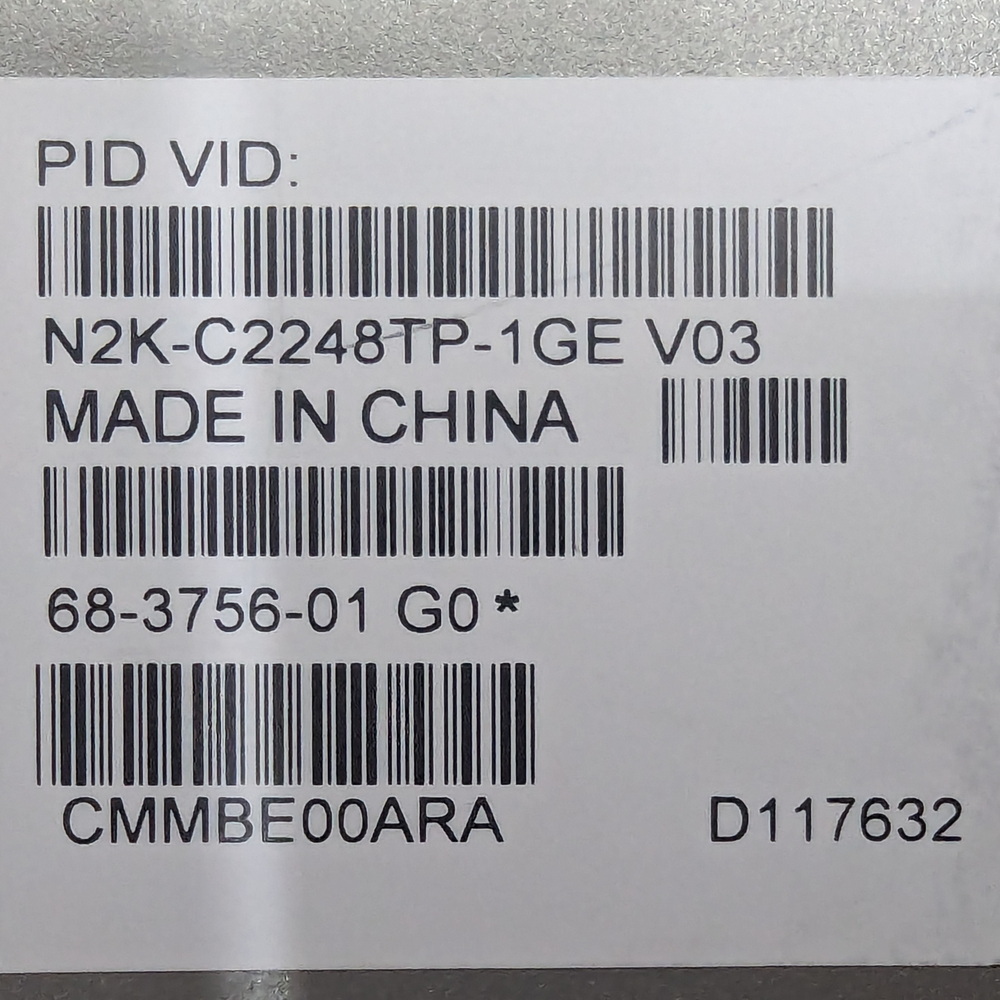 PID VID:
N2K-C2248TP-1GE V03
MADE IN CHINA
68-3756-01 G0*
CMMBE00ARA
D117632